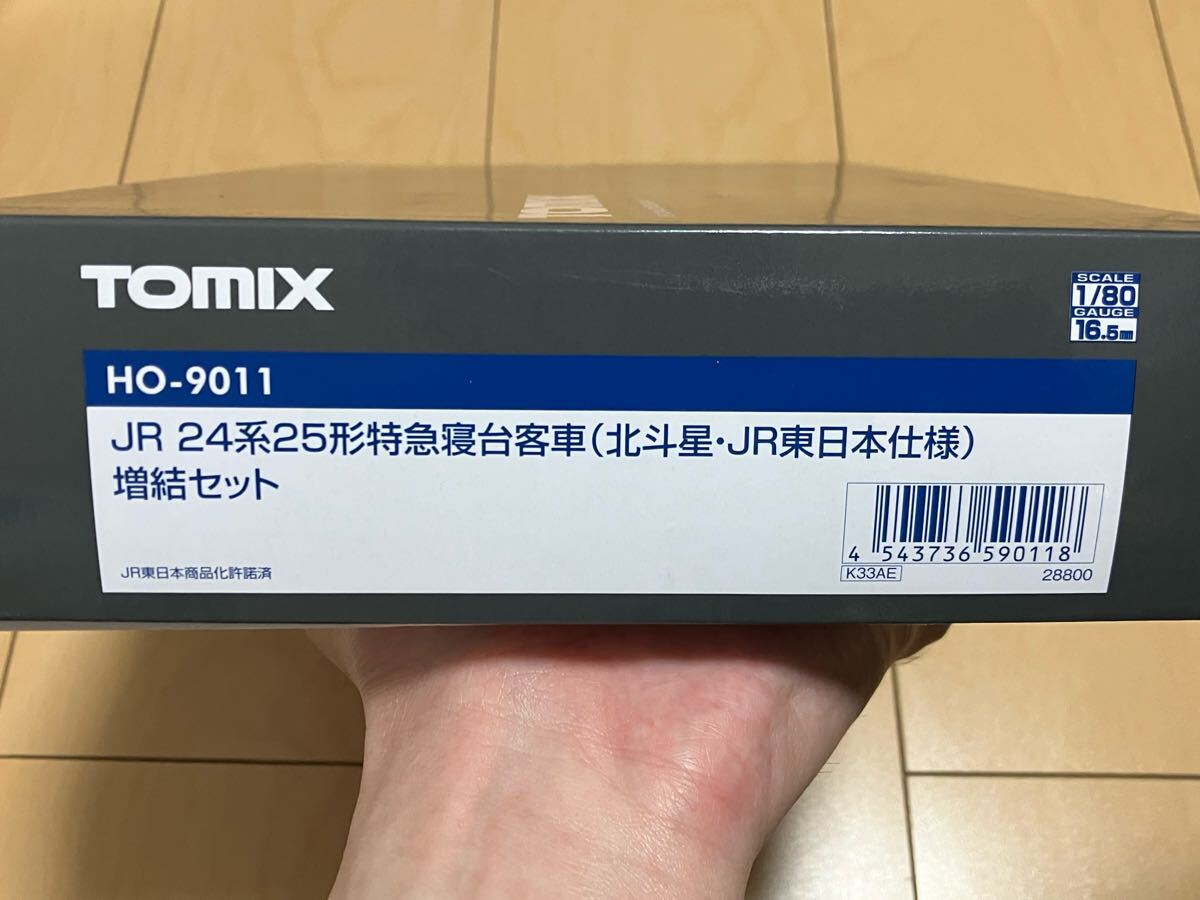 TOMIX
SCALE
1/80
GAUGE
16.5mm
HO-9011
JR 24系25形特急寝台客車(北斗星・JR東日本仕様)
増結セット
4 543736 590118
JR東日本商品化許諾済
K33AE
28800